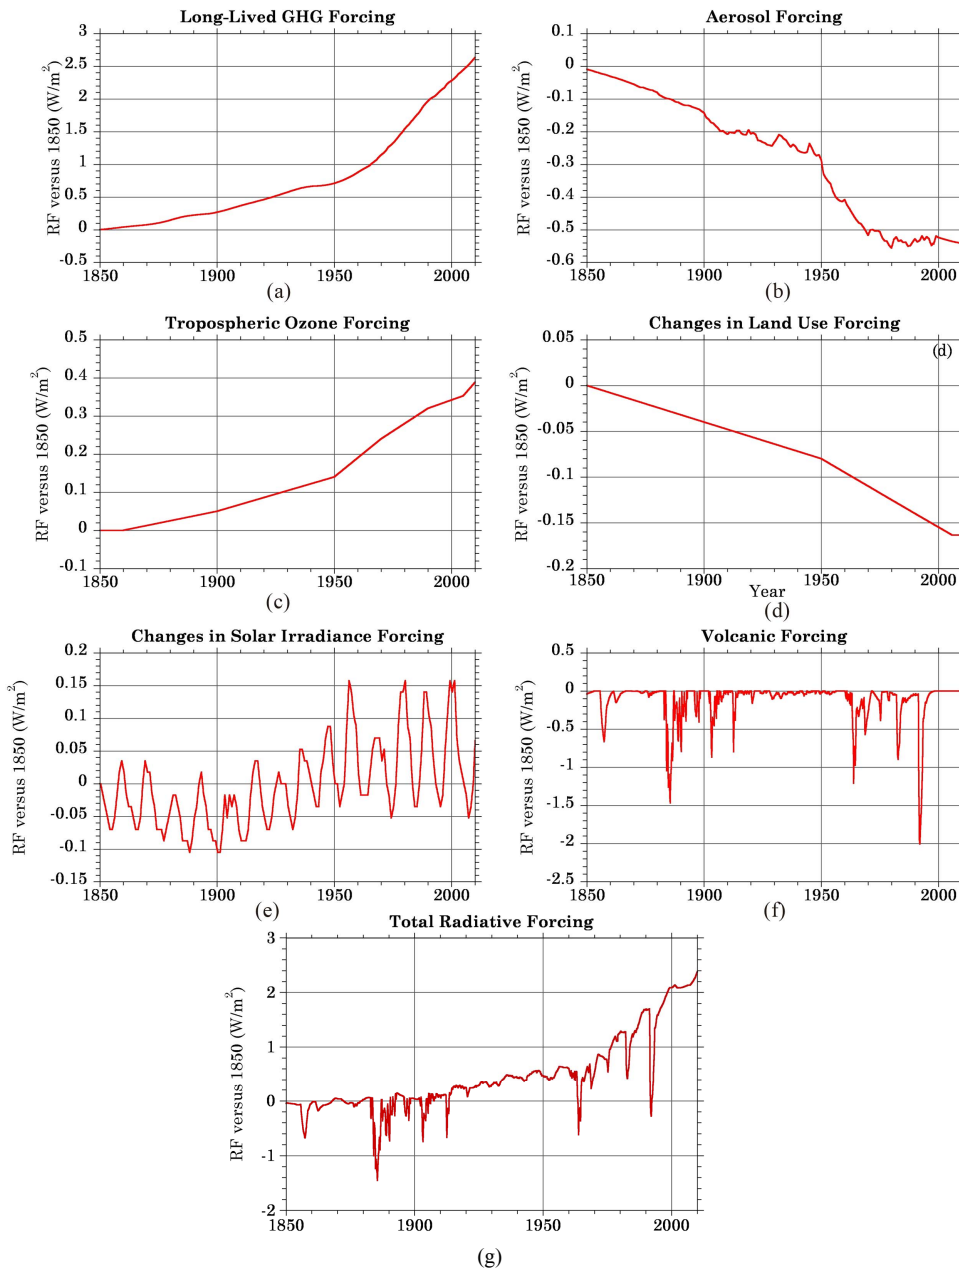 Long-Lived GHG Forcing
RF versus 1850 (W/m²)
3
2.5
2
1.5
1
0.5
0
-0.5
1850 1900 1950 2000
(a)
Aerosol Forcing
RF versus 1850 (W/m²)
0.1
0
-0.1
-0.2
-0.3
-0.4
-0.5
-0.6
1850 1900 1950 2000
(b)
Tropospheric Ozone Forcing
RF versus 1850 (W/m²)
0.5
0.4
0.3
0.2
0.1
0
-0.1
1850 1900 1950 2000
(c)
Changes in Land Use Forcing
(d)
RF versus 1850 (W/m²)
0.05
0
-0.05
-0.1
-0.15
-0.2
1850 1900 1950 2000
Year
(d)
Changes in Solar Irradiance Forcing
RF versus 1850 (W/m²)
0.2
0.15
0.1
0.05
0
-0.05
-0.1
-0.15
1850 1900 1950 2000
(e)
Volcanic Forcing
RF versus 1850 (W/m²)
0.5
0
-0.5
-1
-1.5
-2
-2.5
1850 1900 1950 2000
(f)
Total Radiative Forcing
RF versus 1850 (W/m²)
3
2
1
0
-1
-2
1850 1900 1950 2000
(g)